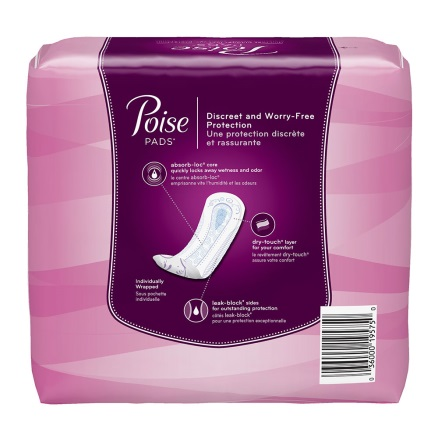 Poise
PADS
Discreet and Worry-Free
Protection
Une protection discrète
et rassurante
absorb-loc® core
quickly locks away wetness and odor
le centre absorb-loc®
emprisonne vite l'humidité et les odeurs
dry-touch® layer
for your comfort
le revêtement dry-touch®
assure votre confort
Individually
Wrapped
Sous pochette
individuelle
leak-block® sides
for outstanding protection
côtés leak-block®
pour une protection exceptionnelle
0 36000 19575 0